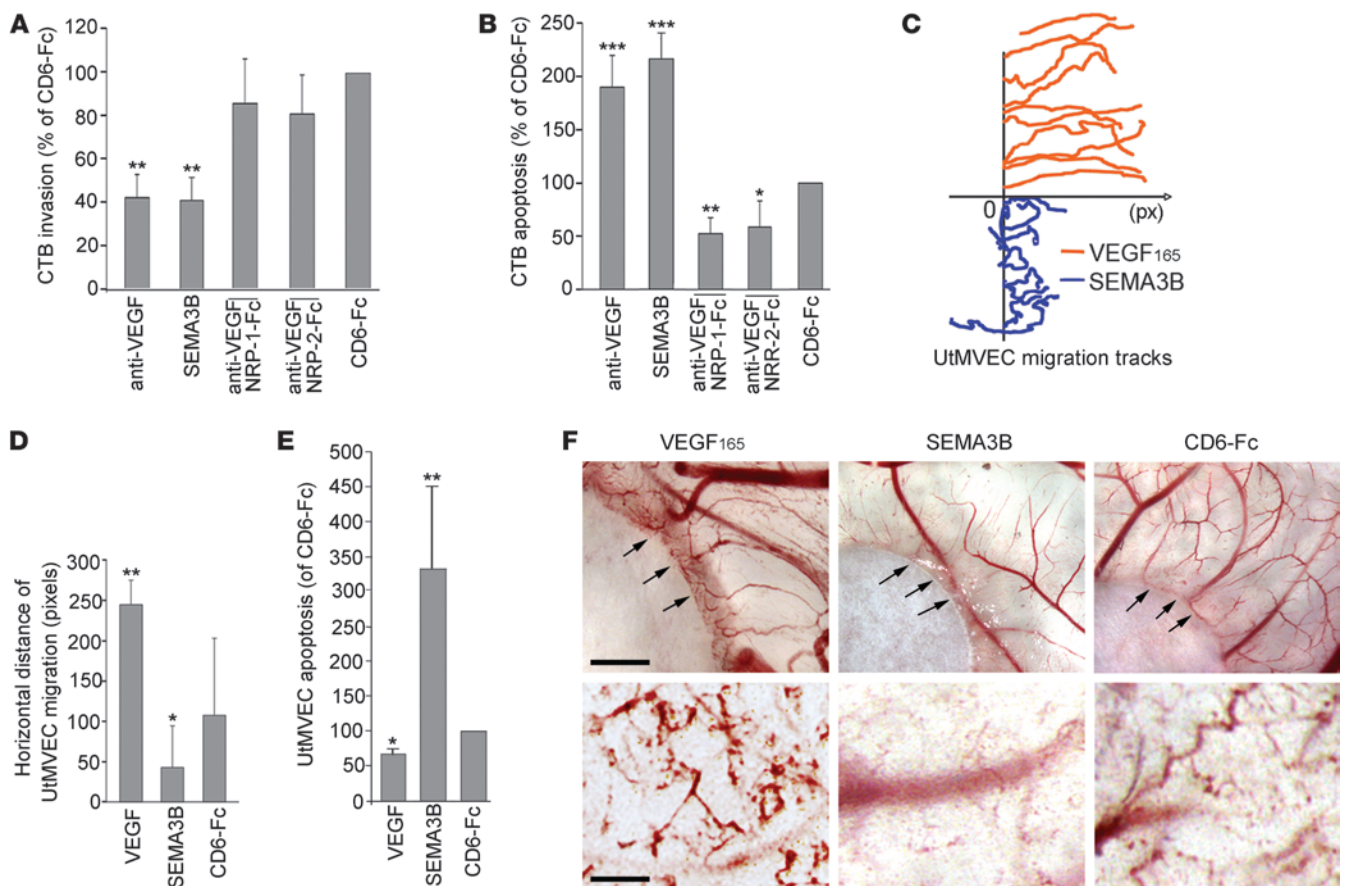 A
CTB invasion (% of CD6-Fc)
120
100
80
60
40
20
0
**
**
anti-VEGF
SEMA3B
anti-VEGF
NRP-1-Fc
anti-VEGF
NRP-2-Fc
CD6-Fc
B
CTB apoptosis (% of CD6-Fc)
250
200
150
100
50
0
***
***
**
*
anti-VEGF
SEMA3B
anti-VEGF
NRP-1-Fc
anti-VEGF
NRR-2-Fc
CD6-Fc
C
0
(px)
VEGF165
SEMA3B
UtMVEC migration tracks
D
Horizontal distance of
UtMVEC migration (pixels)
300
250
200
150
100
50
0
**
*
VEGF
SEMA3B
CD6-Fc
E
UtMVEC apoptosis (of CD6-Fc)
500
450
400
350
300
250
200
150
100
50
0
*
**
VEGF
SEMA3B
CD6-Fc
F
VEGF165
SEMA3B
CD6-Fc